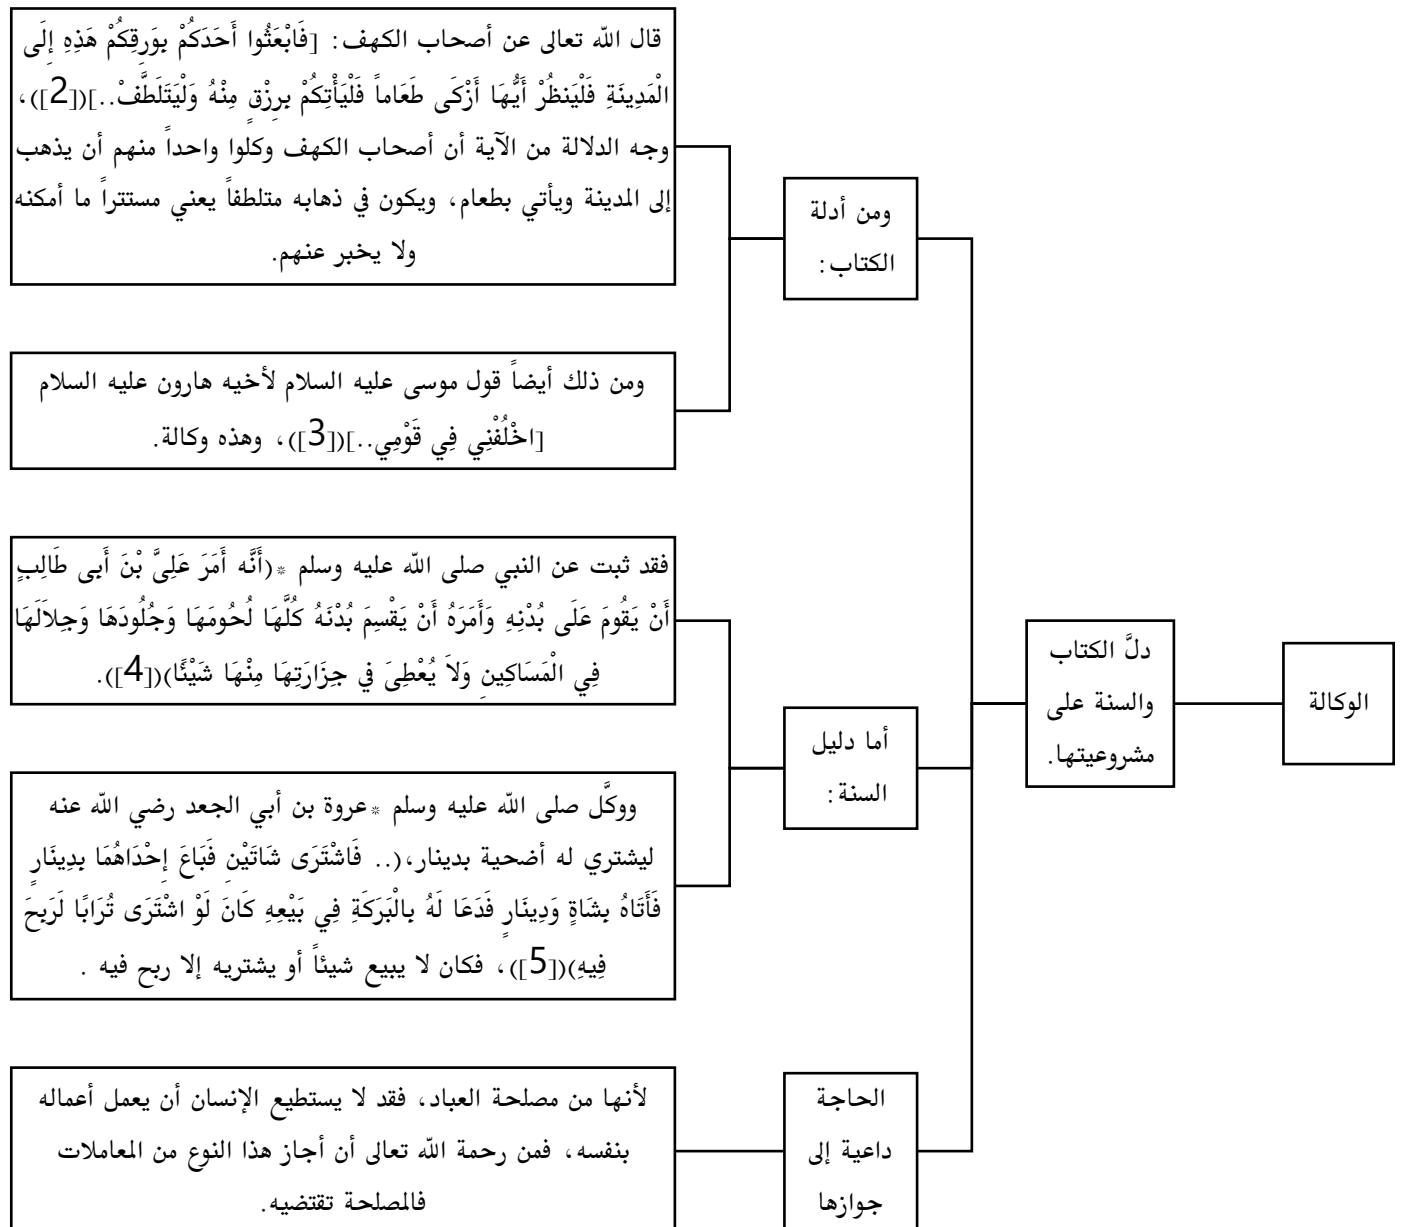 الوكالة
دلَّ الكتاب
والسنة على
مشروعيتها.
ومن أدلة
الكتاب:
قال الله تعالى عن أصحاب الكهف: [فَابْعَثُوا أَحَدَكُمْ بِوَرِقِكُمْ هَذِهِ إِلَى
الْمَدِينَةِ فَلْيَنظُرْ أَيُّهَا أَزْكَى طَعَاماً فَلْيَأْتِكُمْ بِرِزْقٍ مِنْهُ وَلْيَتَلَطَّفْ..]([2])،
وجه الدلالة من الآية أن أصحاب الكهف وكلوا واحداً منهم أن يذهب
إلى المدينة ويأتي بطعام، ويكون في ذهابه متلطفاً يعني مستتراً ما أمكنه
ولا يخبر عنهم.
ومن ذلك أيضاً قول موسى عليه السلام لأخيه هارون عليه السلام
[اخْلُفْنِي فِي قَوْمِي..]([3])، وهذه وكالة.
أما دليل
السنة:
فقد ثبت عن النبي صلى الله عليه وسلم *(أَنَّه أَمَرَ عَلِىَّ بْنَ أَبى طَالِبٍ
أَنْ يَقُومَ عَلَى بُدْنِهِ وَأَمَرَهُ أَنْ يَقْسِمَ بُدْنَهُ كُلَّهَا لُحُومَهَا وَجُلُودَهَا وَجِلاَلَهَا
فِي الْمَسَاكِينِ وَلاَ يُعْطِىَ في جِزَارَتِهَا مِنْهَا شَيْئًا)([4]).
ووكَّل صلى الله عليه وسلم *عروة بن أبي الجعد رضي الله عنه
ليشتري له أضحية بدينار،(.. فَاشْتَرَى شَاتَيْنِ فَبَاعَ إِحْدَاهُمَا بِدِينَارٍ
فَأَتَاهُ بِشَاةٍ وَدِينَارٍ فَدَعَا لَهُ بِالْبَرَكَةِ فِي بَيْعِهِ كَانَ لَوْ اشْتَرَى تُرَابًا لَرَبِحَ
فِيهِ)([5])، فكان لا يبيع شيئاً أو يشتريه إلا ربح فيه .
الحاجة
داعية إلى
جوازها
لأنها من مصلحة العباد، فقد لا يستطيع الإنسان أن يعمل أعماله
بنفسه، فمن رحمة الله تعالى أن أجاز هذا النوع من المعاملات
فالمصلحة تقتضيه.